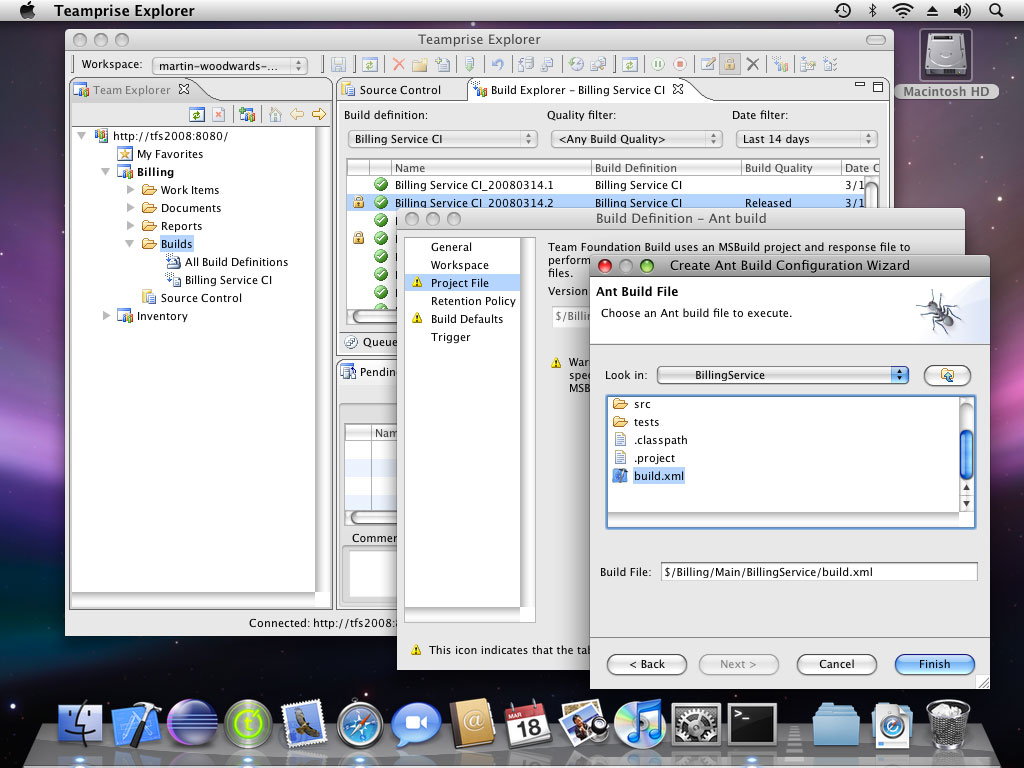 Teamprise Explorer
Macintosh HD
Teamprise Explorer
Workspace: martin-woodwards-...
Team Explorer
http://tfs2008:8080/
My Favorites
Billing
Work Items
Documents
Reports
Builds
All Build Definitions
Billing Service CI
Source Control
Inventory
Source Control
Build Explorer - Billing Service CI
Build definition: Quality filter: Date filter:
Billing Service CI <Any Build Quality> Last 14 days
Name Build Definition Build Quality Date C
Billing Service CI_20080314.1 Billing Service CI 3/1
Billing Service CI_20080314.2 Billing Service CI Released 3/1
Queue
Pendin
Nam
Commer
Connected: http://tfs2008:
Build Definition - Ant build
General
Workspace
Project File
Retention Policy
Build Defaults
Trigger
Team Foundation Build uses an MSBuild project and response file to
perform
files.
Version
$/Billin
War
spe
MSB
This icon indicates that the tab
Create Ant Build Configuration Wizard
Ant Build File
Choose an Ant build file to execute.
Look in: BillingService
src
tests
.classpath
.project
build.xml
Build File: $/Billing/Main/BillingService/build.xml
< Back Next > Cancel Finish
MAR
18